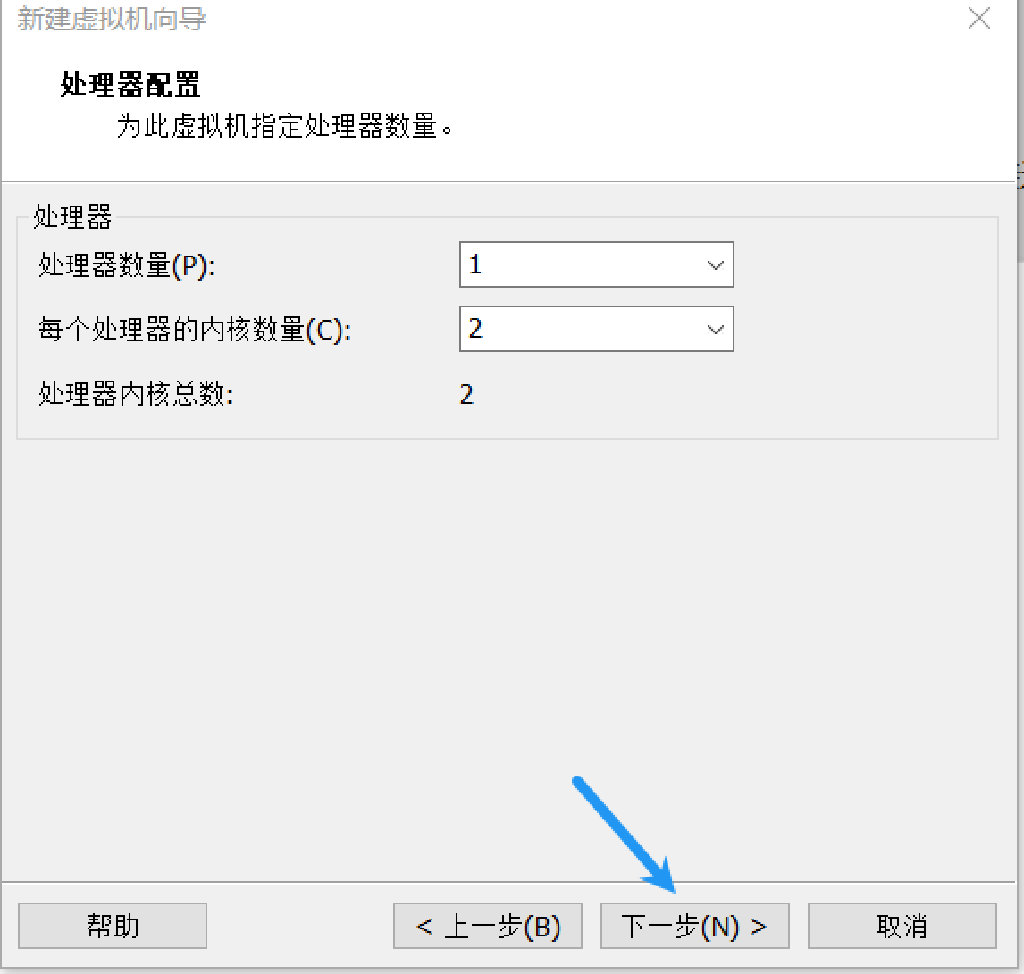 新建虚拟机向导
处理器配置
为此虚拟机指定处理器数量。
处理器
处理器数量(P): 1
每个处理器的内核数量(C): 2
处理器内核总数: 2
帮助 < 上一步(B) 下一步(N) > 取消